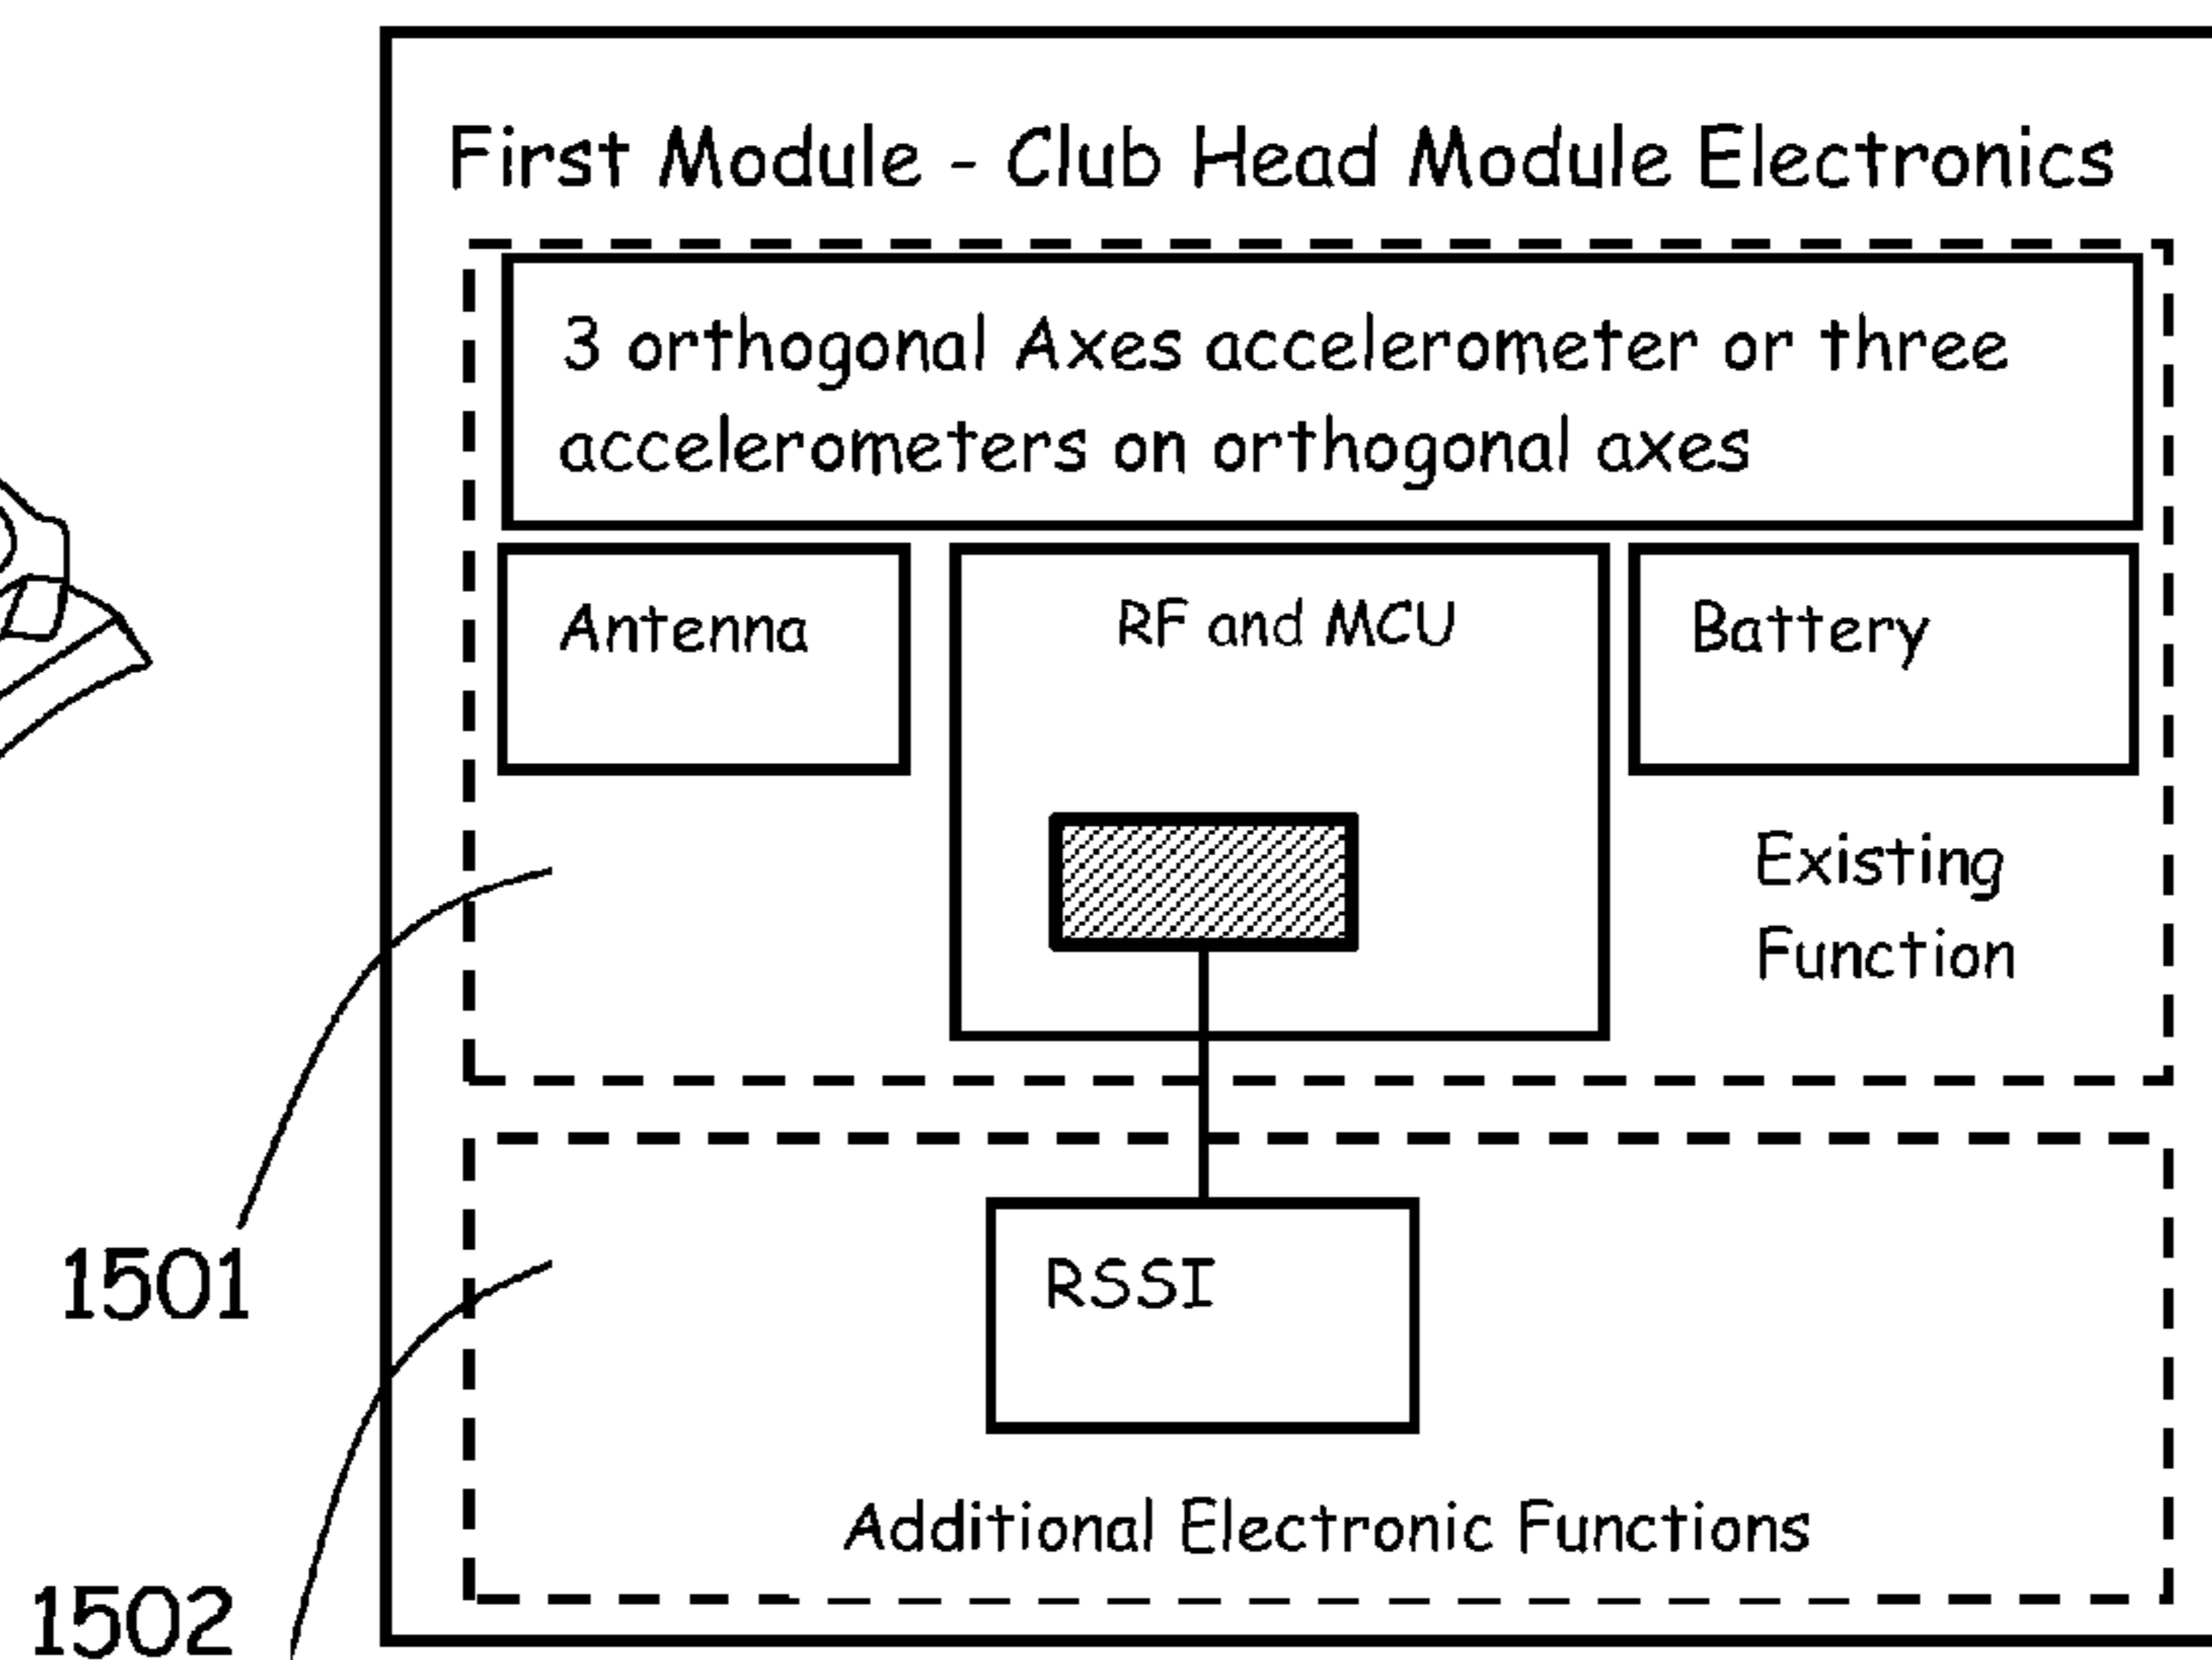 First Module - Club Head Module Electronics
3 orthogonal Axes accelerometer or three
accelerometers on orthogonal axes
Antenna
RF and MCU
Battery
Existing
Function
1501
RSSI
Additional Electronic Functions
1502